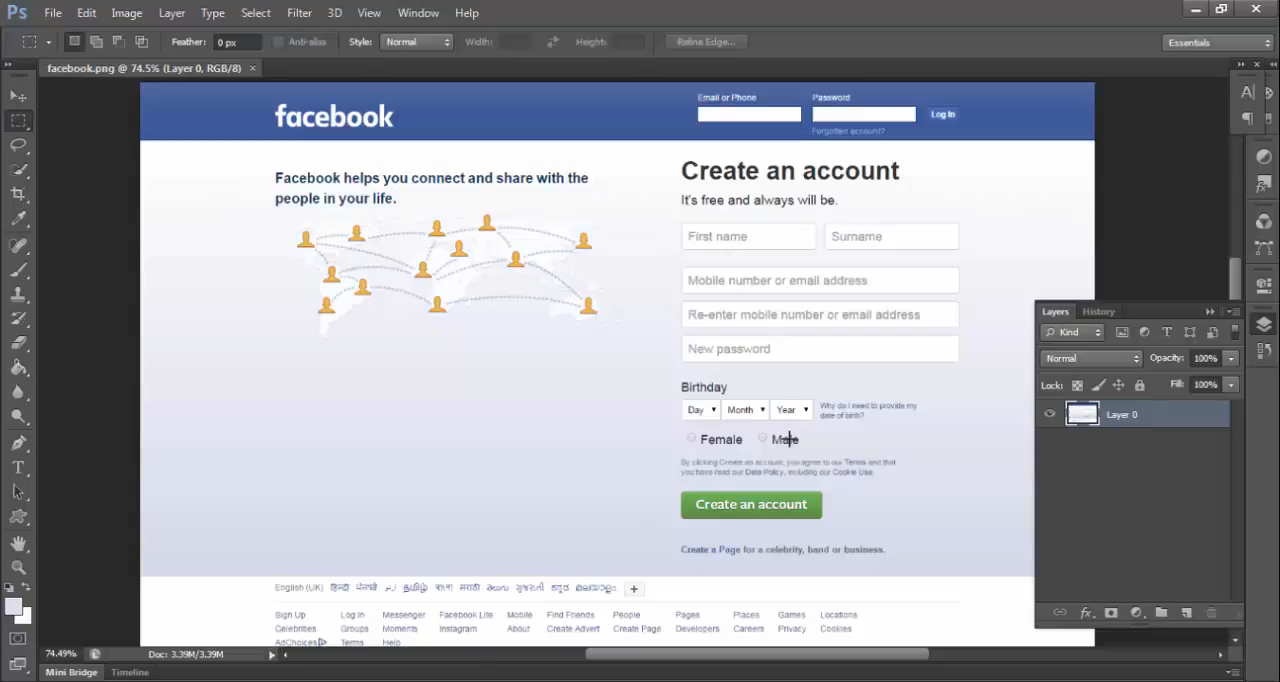 Ps File Edit Image Layer Type Select Filter 3D View Window Help
Feather: 0 px Anti-alias Style: Normal Width: Height: Refine Edge... Essentials
facebook.png @ 74.5% (Layer 0, RGB/8) ×
facebook
Email or Phone Password
Log In
Forgotten account?
Facebook helps you connect and share with the
people in your life.
Create an account
It's free and always will be.
First name Surname
Mobile number or email address
Re-enter mobile number or email address
New password
Birthday
Day Month Year
Why do I need to provide my
date of birth?
Female Male
By clicking Create an account, you agree to our Terms and that
you have read our Data Policy, including our Cookie Use.
Create an account
Create a Page for a celebrity, band or business.
English (UK) हिन्दी ਪੰਜਾਬੀ اردو தமிழ் বাংলা मराठी తెలుగు ગુજરાતી ಕನ್ನಡ മലയാളം +
Sign Up Log In Messenger Facebook Lite Mobile Find Friends People Pages Places Games Locations
Celebrities Groups Moments Instagram About Create Advert Create Page Developers Careers Privacy Cookies
AdChoices Terms Help
Layers History
Kind
Normal Opacity: 100%
Lock: Fill: 100%
Layer 0
74.49% Doc: 3.39M/3.39M
Mini Bridge Timeline